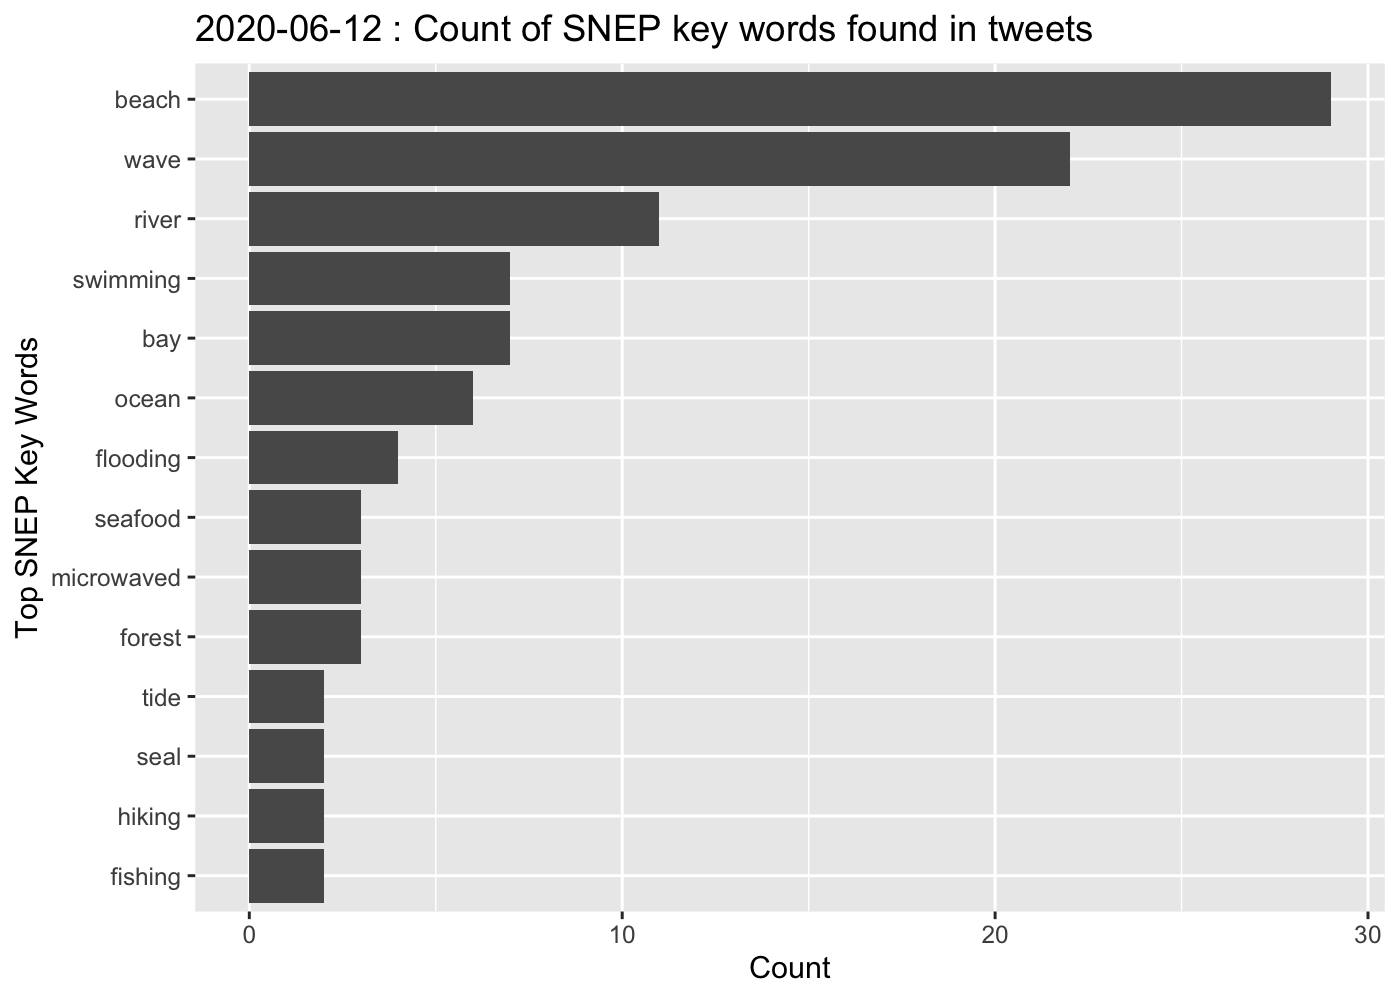 2020-06-12 : Count of SNEP key words found in tweets
Top SNEP Key Words
beach
wave
river
swimming
bay
ocean
flooding
seafood
microwaved
forest
tide
seal
hiking
fishing
0 10 20 30
Count